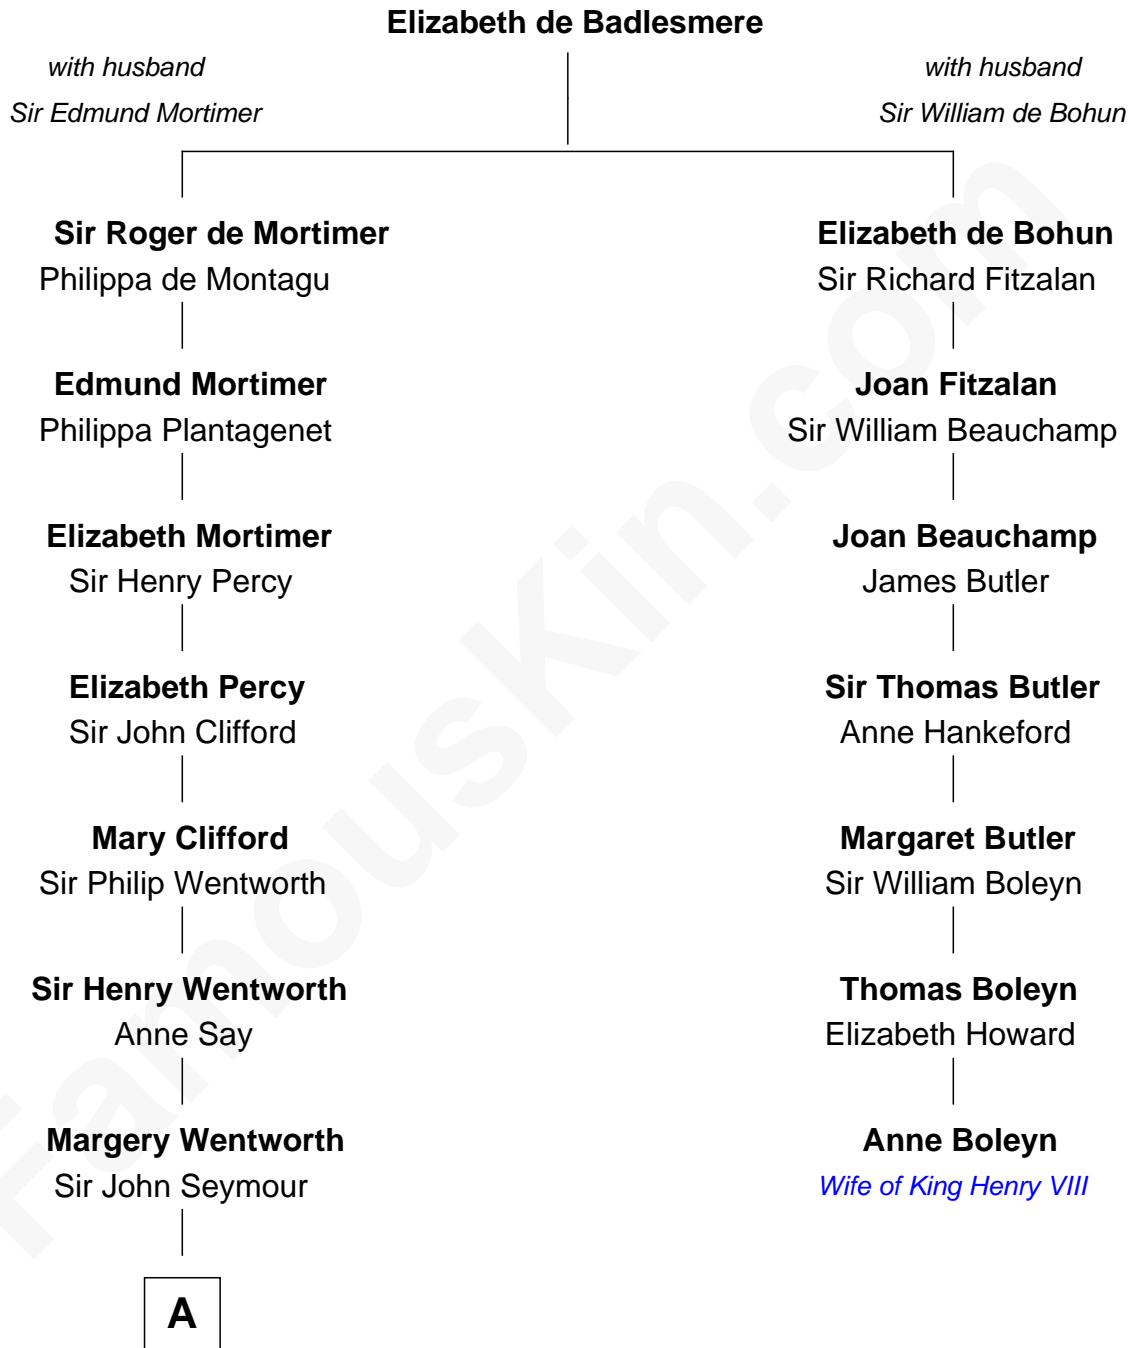 Elizabeth de Badlesmere
with husband
Sir Edmund Mortimer
with husband
Sir William de Bohun
Sir Roger de Mortimer
Philippa de Montagu
Elizabeth de Bohun
Sir Richard Fitzalan
Edmund Mortimer
Philippa Plantagenet
Joan Fitzalan
Sir William Beauchamp
Elizabeth Mortimer
Sir Henry Percy
Joan Beauchamp
James Butler
Elizabeth Percy
Sir John Clifford
Sir Thomas Butler
Anne Hankeford
Mary Clifford
Sir Philip Wentworth
Margaret Butler
Sir William Boleyn
Sir Henry Wentworth
Anne Say
Thomas Boleyn
Elizabeth Howard
Margery Wentworth
Sir John Seymour
Anne Boleyn
Wife of King Henry VIII
A
FamousKin.com